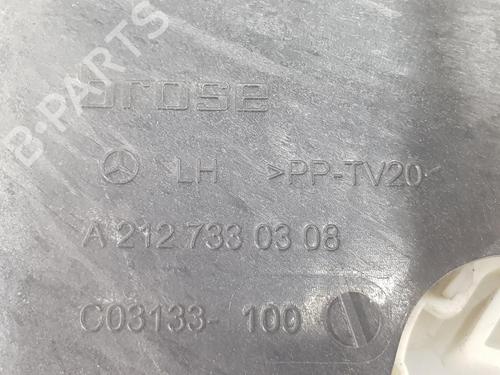 B-PARTS
brose
LH >PP-TV20<
A 212 733 03 08
C03133- 100